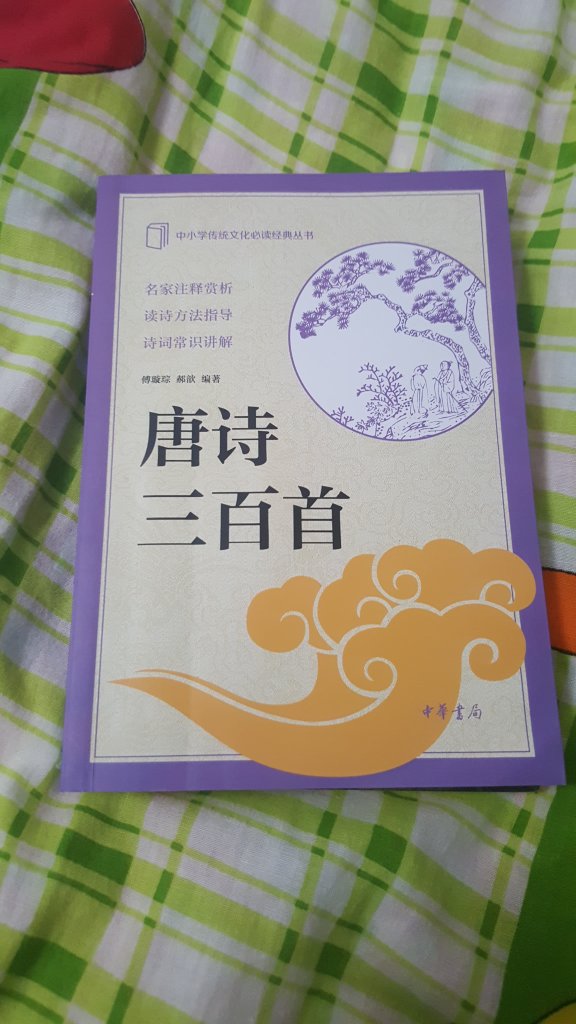 中小学传统文化必读经典丛书
名家注释赏析
读诗方法指导
诗词常识讲解
傅璇琮 郝歆 编著
唐诗
三百首
中华书局